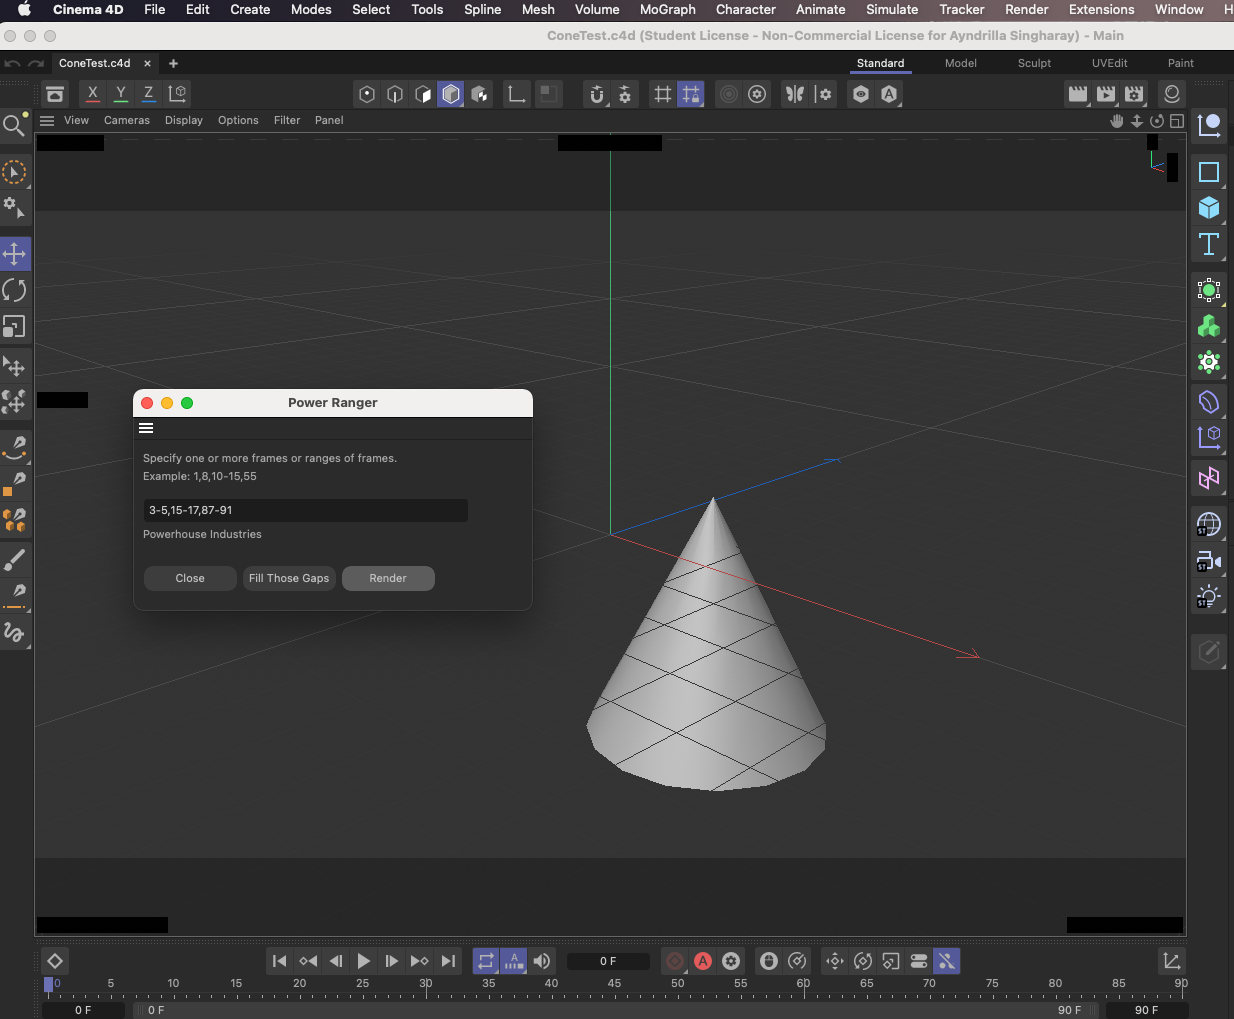 Cinema 4D File Edit Create Modes Select Tools Spline Mesh Volume MoGraph Character Animate Simulate Tracker Render Extensions Window H
ConeTest.c4d (Student License - Non-Commercial License for Ayndrilla Singharay) - Main
ConeTest.c4d × + Standard Model Sculpt UVEdit Paint
X Y Z
View Cameras Display Options Filter Panel
Power Ranger
Specify one or more frames or ranges of frames.
Example: 1,8,10-15,55
3-5,15-17,87-91
Powerhouse Industries
Close Fill Those Gaps Render
0 F
0 5 10 15 20 25 30 35 40 45 50 55 60 65 70 75 80 85 90
0 F 0 F 90 F 90 F